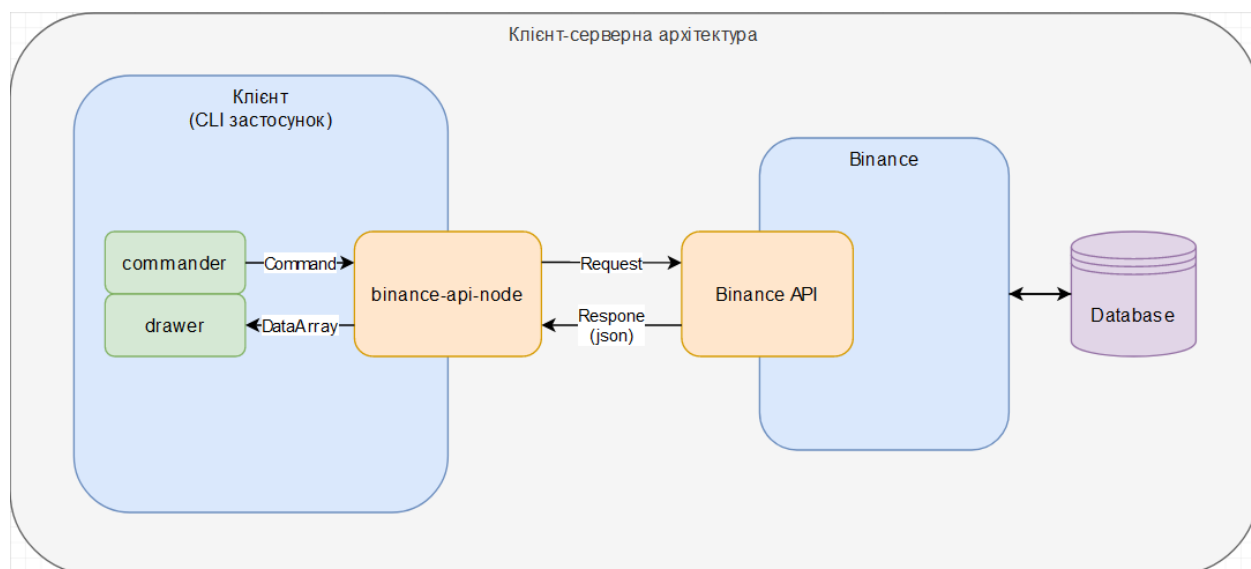 Клієнт-серверна архітектура
Клієнт
(CLI застосунок)
Binance
commander
Command
binance-api-node
Request
Binance API
drawer
DataArray
Respone
(json)
Database